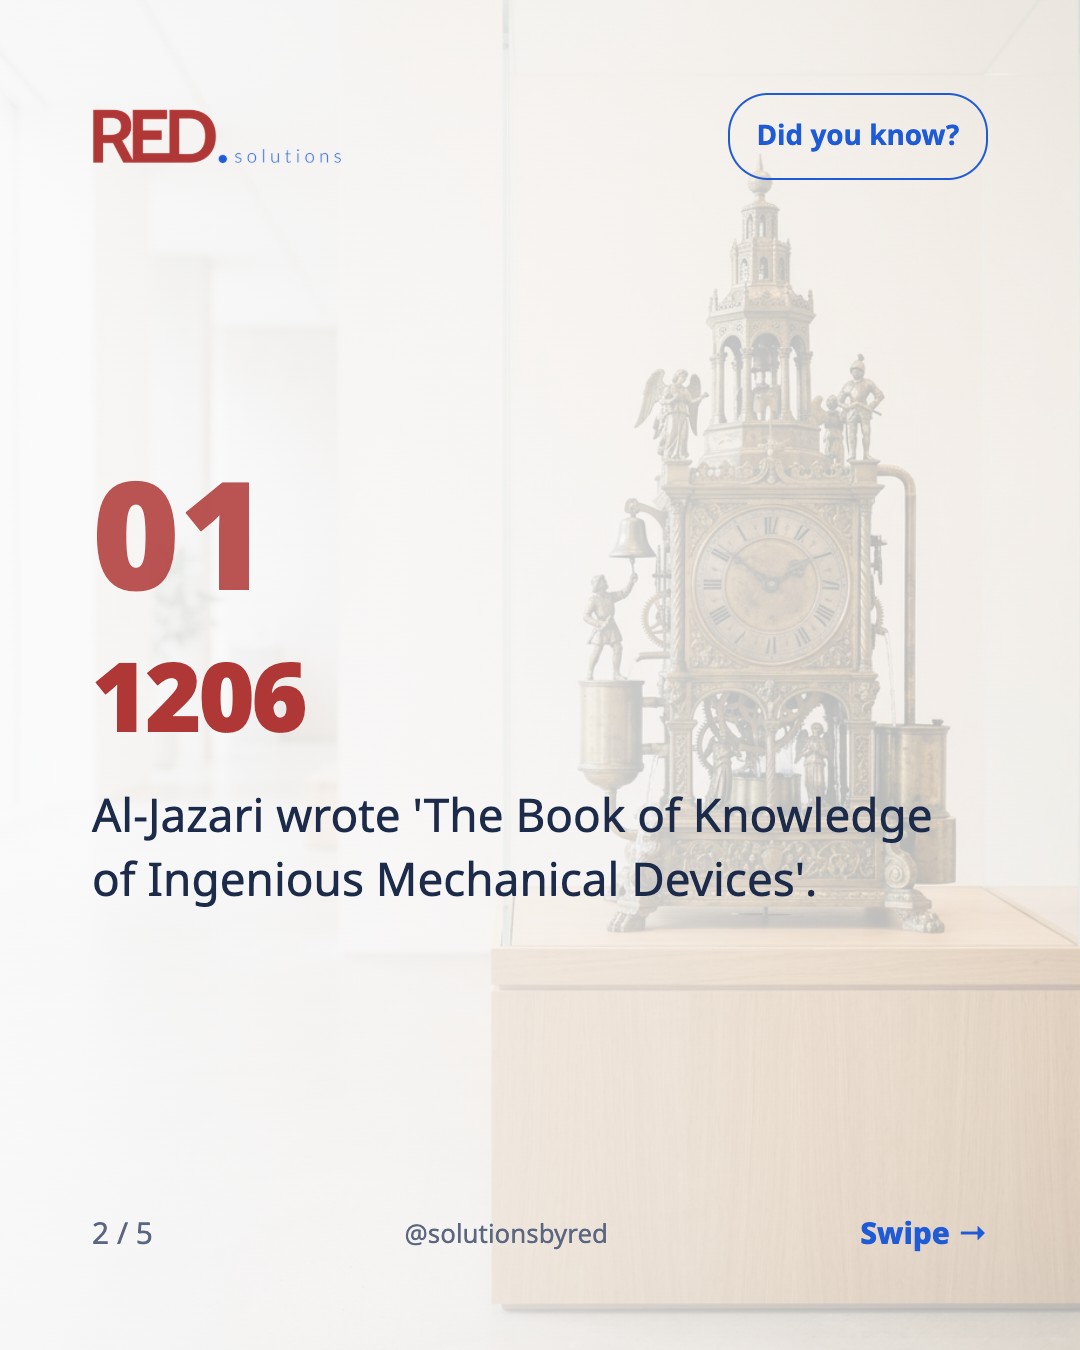 RED.solutions
Did you know?
01
1206
Al-Jazari wrote 'The Book of Knowledge
of Ingenious Mechanical Devices'.
2 / 5
@solutionsbyred
Swipe →